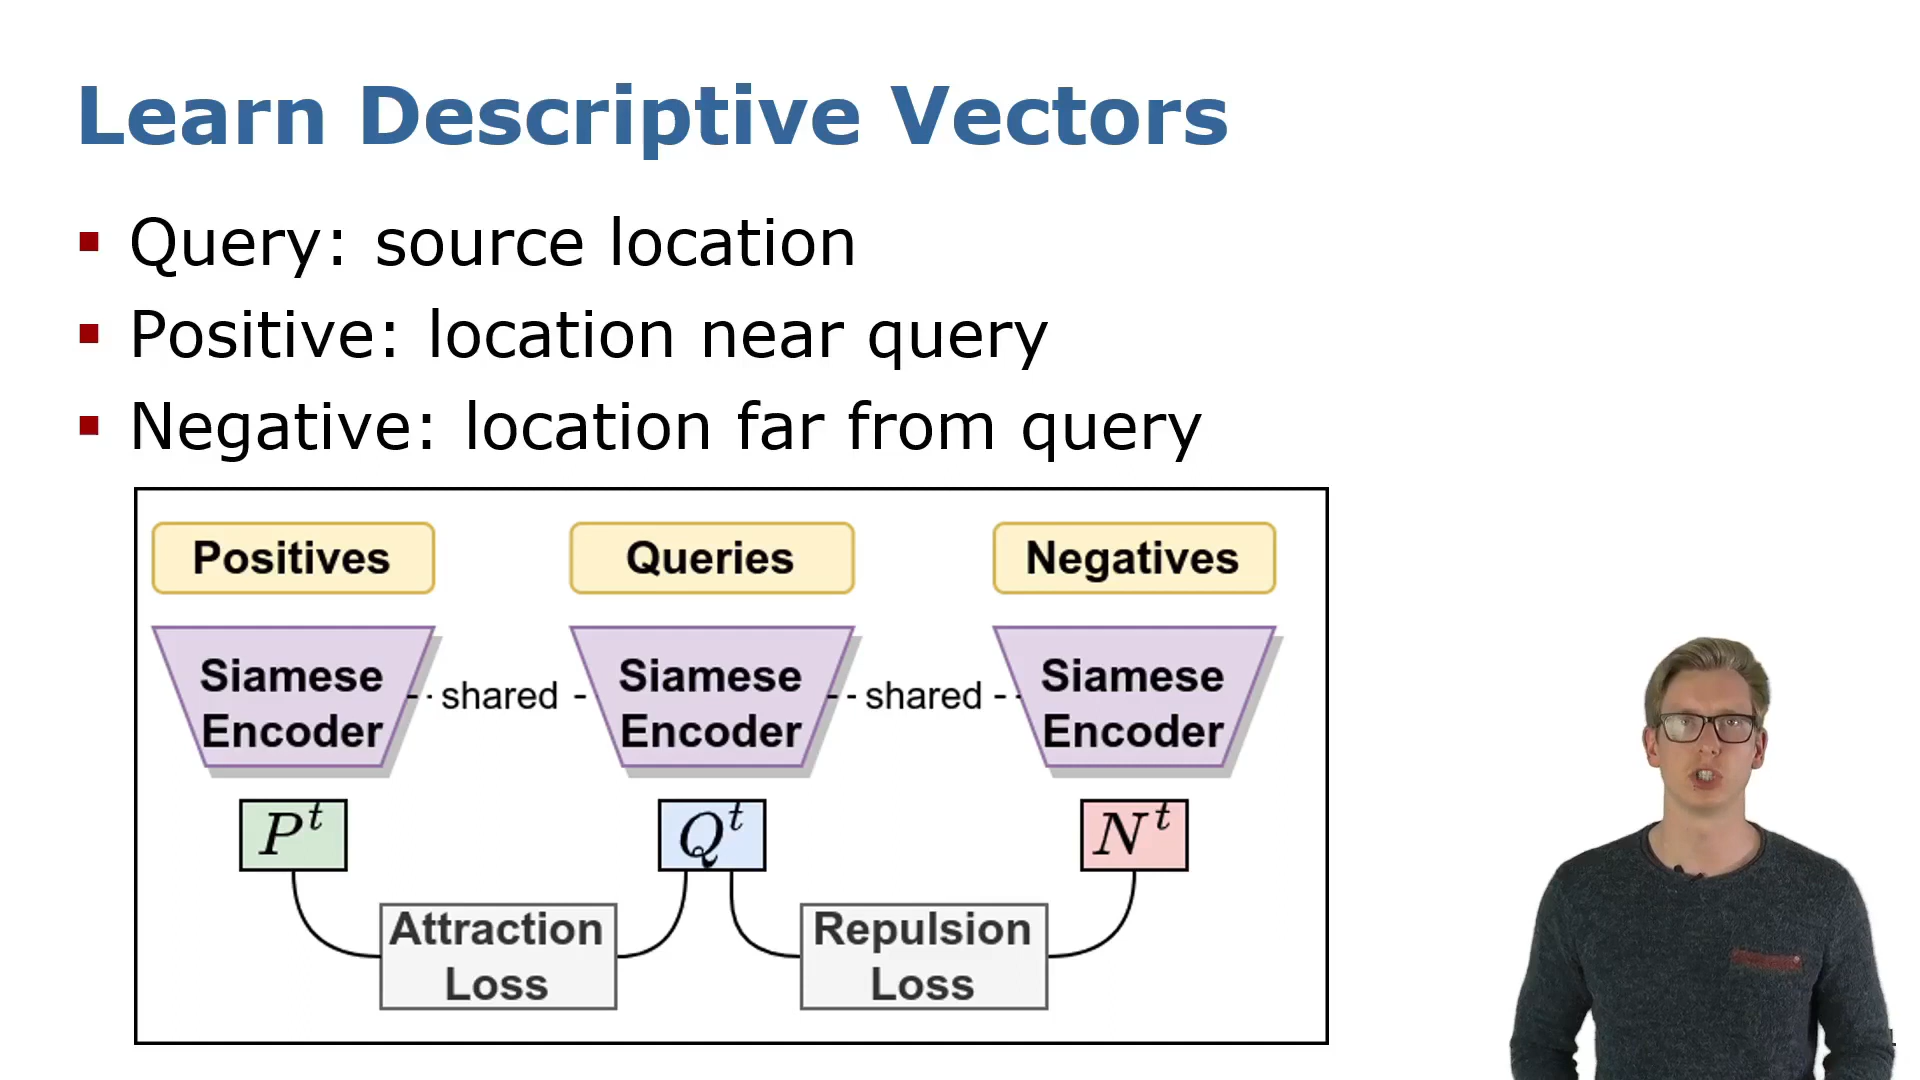 Learn Descriptive Vectors
Query: source location
Positive: location near query
Negative: location far from query
Positives Queries Negatives
Siamese Encoder shared Siamese Encoder shared Siamese Encoder
P^t Q^t N^t
Attraction Loss Repulsion Loss